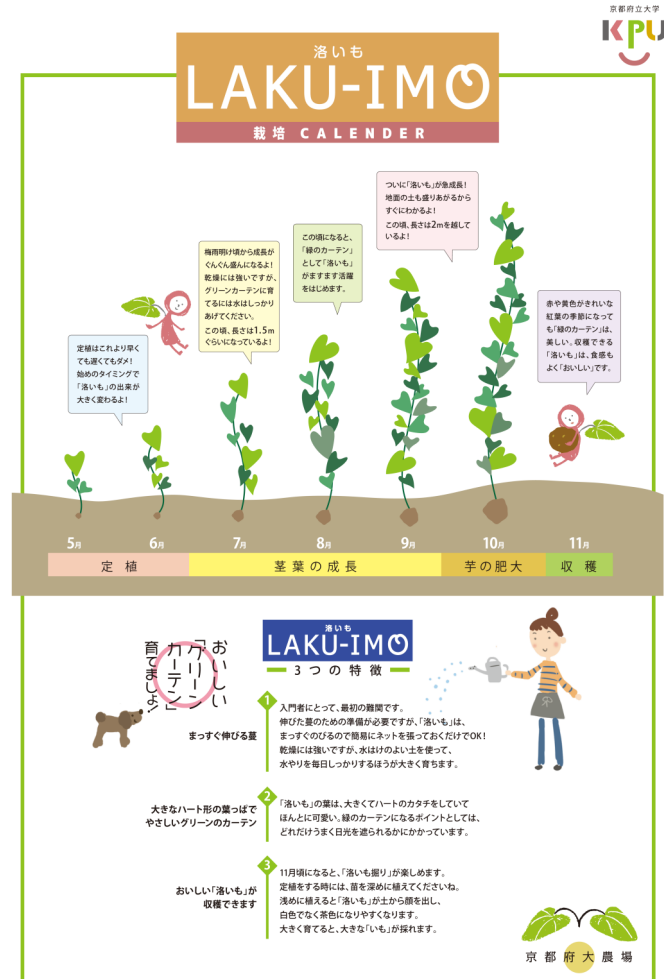 京都府立大学
KPU
洛いも
LAKU-IMO
栽培 CALENDER
定植はこれより早く
ても遅くてもダメ!
始めのタイミングで
「洛いも」の出来が
大きく変わるよ!
梅雨明け頃から成長が
ぐんぐん盛んになるよ!
乾燥には強いですが、
グリーンカーテンに育
てるには水はしっかり
あげてください。
この頃、長さは1.5m
ぐらいになっているよ!
この頃になると、
「緑のカーテン」
として「洛いも」
がますます活躍
をはじめます。
ついに「洛いも」が急成長!
地面の土も盛りあがるから
すぐにわかるよ!
この頃、長さは2mを越して
いるよ!
赤や黄色がきれいな
紅葉の季節になって
も「緑のカーテン」は、
美しい。収穫できる
「洛いも」は、食感も
よく「おいしい」です。
5月 6月 7月 8月 9月 10月 11月
定植 茎葉の成長 芋の肥大 収穫
おいしい
「グリーン
カーテン」
育てましょ!
洛いも
LAKU-IMO
3つの特徴
1
まっすぐ伸びる蔓
入門者にとって、最初の難関です。
伸びた蔓のための準備が必要ですが、「洛いも」は、
まっすぐのびるので簡易にネットを張っておくだけでOK!
乾燥には強いですが、水はけのよい土を使って、
水やりを毎日しっかりするほうが大きく育ちます。
2
大きなハート形の葉っぱで
やさしいグリーンのカーテン
「洛いも」の葉は、大きくてハートのカタチをしていて
ほんとに可愛い。緑のカーテンになるポイントとしては、
どれだけうまく日光を遮られるかにかかっています。
3
おいしい「洛いも」が
収穫できます
11月頃になると、「洛いも掘り」が楽しめます。
定植をする時には、苗を深めに植えてくださいね。
浅めに植えると「洛いも」が土から顔を出し、
白色でなく茶色になりやすくなります。
大きく育てると、大きな「いも」が採れます。
京都府大農場